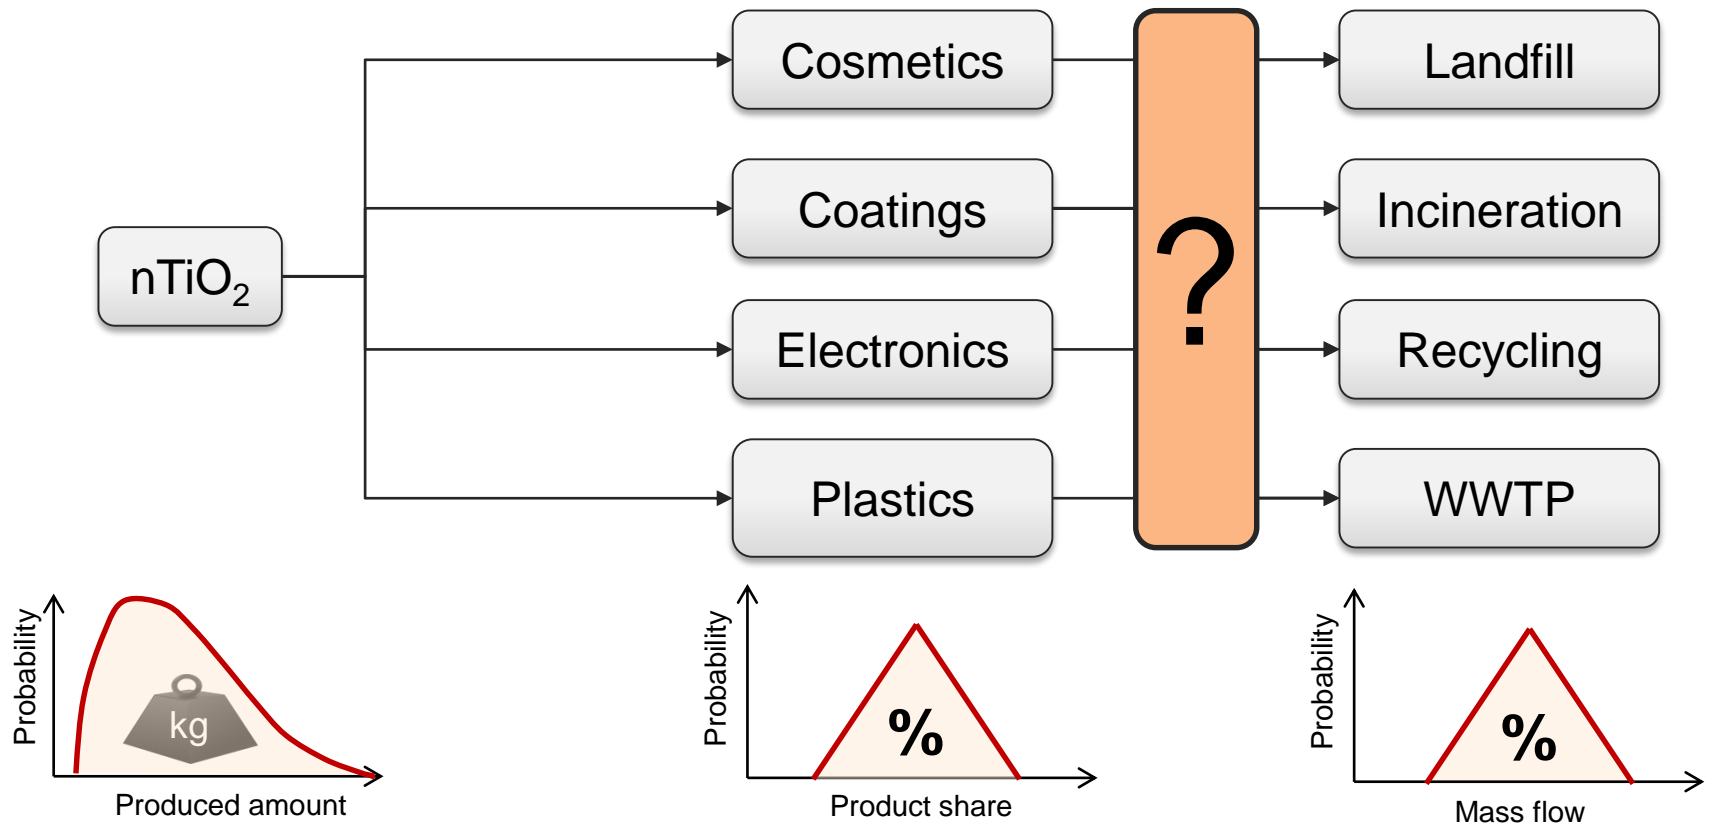 Cosmetics
Landfill
Coatings
Incineration
nTiO₂
?
Electronics
Recycling
Plastics
WWTP
Probability
kg
Produced amount
Probability
%
Product share
Probability
%
Mass flow